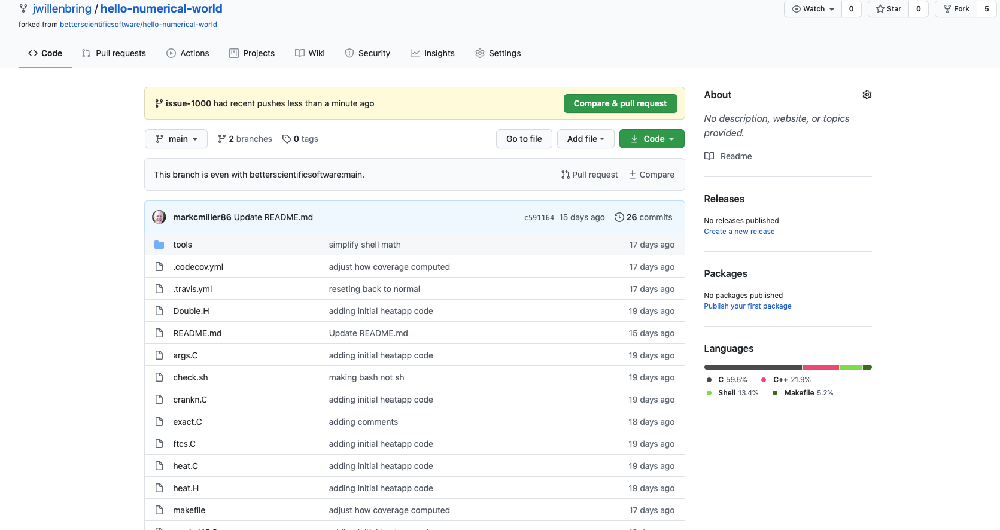 jwillenbring / hello-numerical-world
Watch 0 Star 0 Fork 5
forked from betterscientificsoftware/hello-numerical-world
Code Pull requests Actions Projects Wiki Security Insights Settings
issue-1000 had recent pushes less than a minute ago
Compare & pull request
main 2 branches 0 tags
Go to file Add file Code
This branch is even with betterscientificsoftware:main.
Pull request Compare
markcmiller86 Update README.md c591164 15 days ago 26 commits
tools simplify shell math 17 days ago
.codecov.yml adjust how coverage computed 17 days ago
.travis.yml reseting back to normal 17 days ago
Double.H adding initial heatapp code 19 days ago
README.md Update README.md 15 days ago
args.C adding initial heatapp code 19 days ago
check.sh making bash not sh 19 days ago
crankn.C adding initial heatapp code 19 days ago
exact.C adding comments 18 days ago
ftcs.C adding initial heatapp code 19 days ago
heat.C adding initial heatapp code 19 days ago
heat.H adding initial heatapp code 19 days ago
makefile adjust how coverage computed 17 days ago
About
No description, website, or topics
provided.
Readme
Releases
No releases published
Create a new release
Packages
No packages published
Publish your first package
Languages
C 59.5% C++ 21.9%
Shell 13.4% Makefile 5.2%